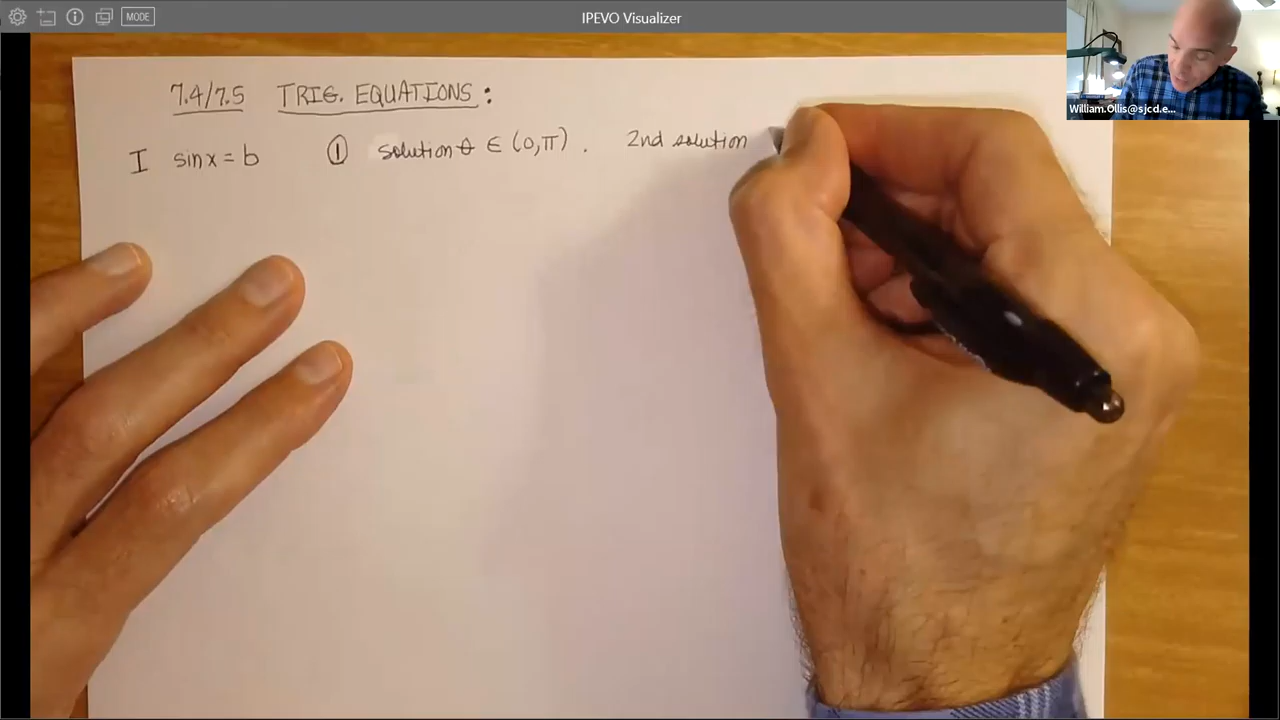 IPEVO Visualizer
MODE
William.Ollis@sjcd.e...
7.4/7.5 TRIG. EQUATIONS:
I sin x = b ① solution θ ∈ (0,π). 2nd solution